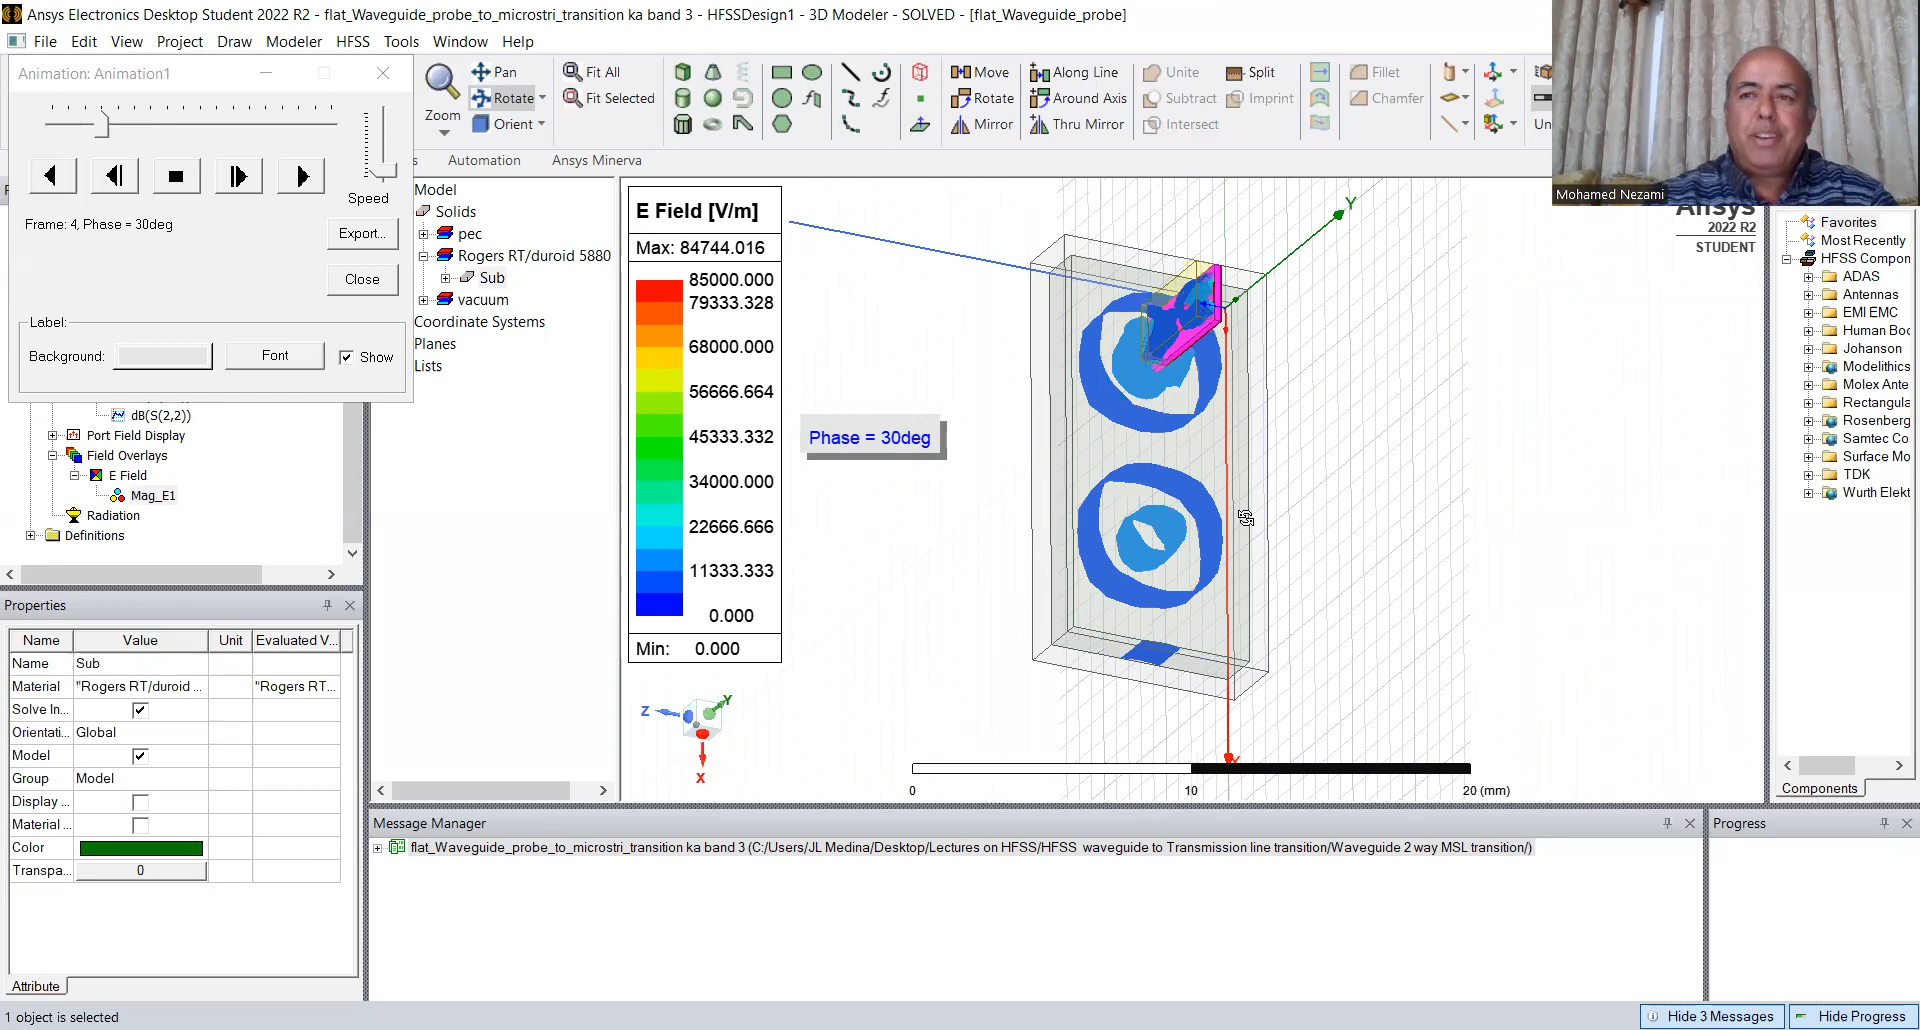 Ansys Electronics Desktop Student 2022 R2 - flat_Waveguide_probe_to_microstri_transition ka band 3 - HFSSDesign1 - 3D Modeler - SOLVED - [flat_Waveguide_probe]
File Edit View Project Draw Modeler HFSS Tools Window Help
Animation: Animation1
Speed
Frame: 4, Phase = 30deg
Export...
Close
Label:
Background:
Font
Show
Zoom
Pan
Rotate
Orient
Fit All
Fit Selected
Move
Rotate
Mirror
Along Line
Around Axis
Thru Mirror
Unite
Subtract
Intersect
Split
Imprint
Fillet
Chamfer
Un
s Automation Ansys Minerva
Mohamed Nezami
dB(S(2,2))
Port Field Display
Field Overlays
E Field
Mag_E1
Radiation
Definitions
Model
Solids
pec
Rogers RT/duroid 5880
Sub
vacuum
Coordinate Systems
Planes
Lists
E Field [V/m]
Max: 84744.016
85000.000
79333.328
68000.000
56666.664
45333.332
34000.000
22666.666
11333.333
0.000
Min: 0.000
Phase = 30deg
Y
Z
Y
X
0
10
20 (mm)
Ansys
2022 R2
STUDENT
Favorites
Most Recently
HFSS Compon
ADAS
Antennas
EMI EMC
Human Boc
Johanson
Modelithics
Molex Ante
Rectangula
Rosenberg
Samtec Co
Surface Mo
TDK
Wurth Elekt
Components
Properties
Name Value Unit Evaluated V...
Name Sub
Material "Rogers RT/duroid ... "Rogers RT...
Solve In...
Orientati... Global
Model
Group Model
Display ...
Material ...
Color
Transpa... 0
Attribute
Message Manager
flat_Waveguide_probe_to_microstri_transition ka band 3 (C:/Users/JL Medina/Desktop/Lectures on HFSS/HFSS waveguide to Transmission line transition/Waveguide 2 way MSL transition/)
Progress
1 object is selected
Hide 3 Messages
Hide Progress